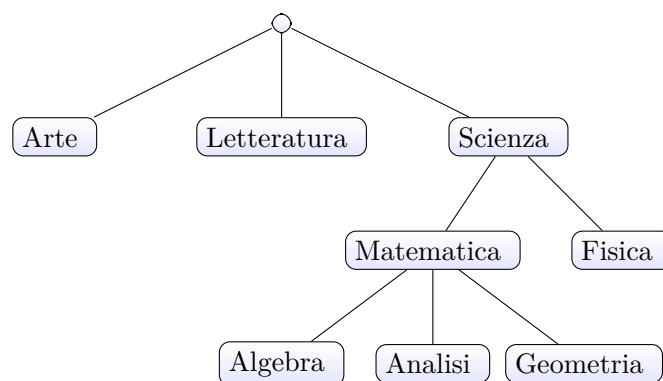 Arte
Letteratura
Scienza
Matematica
Fisica
Algebra
Analisi
Geometria